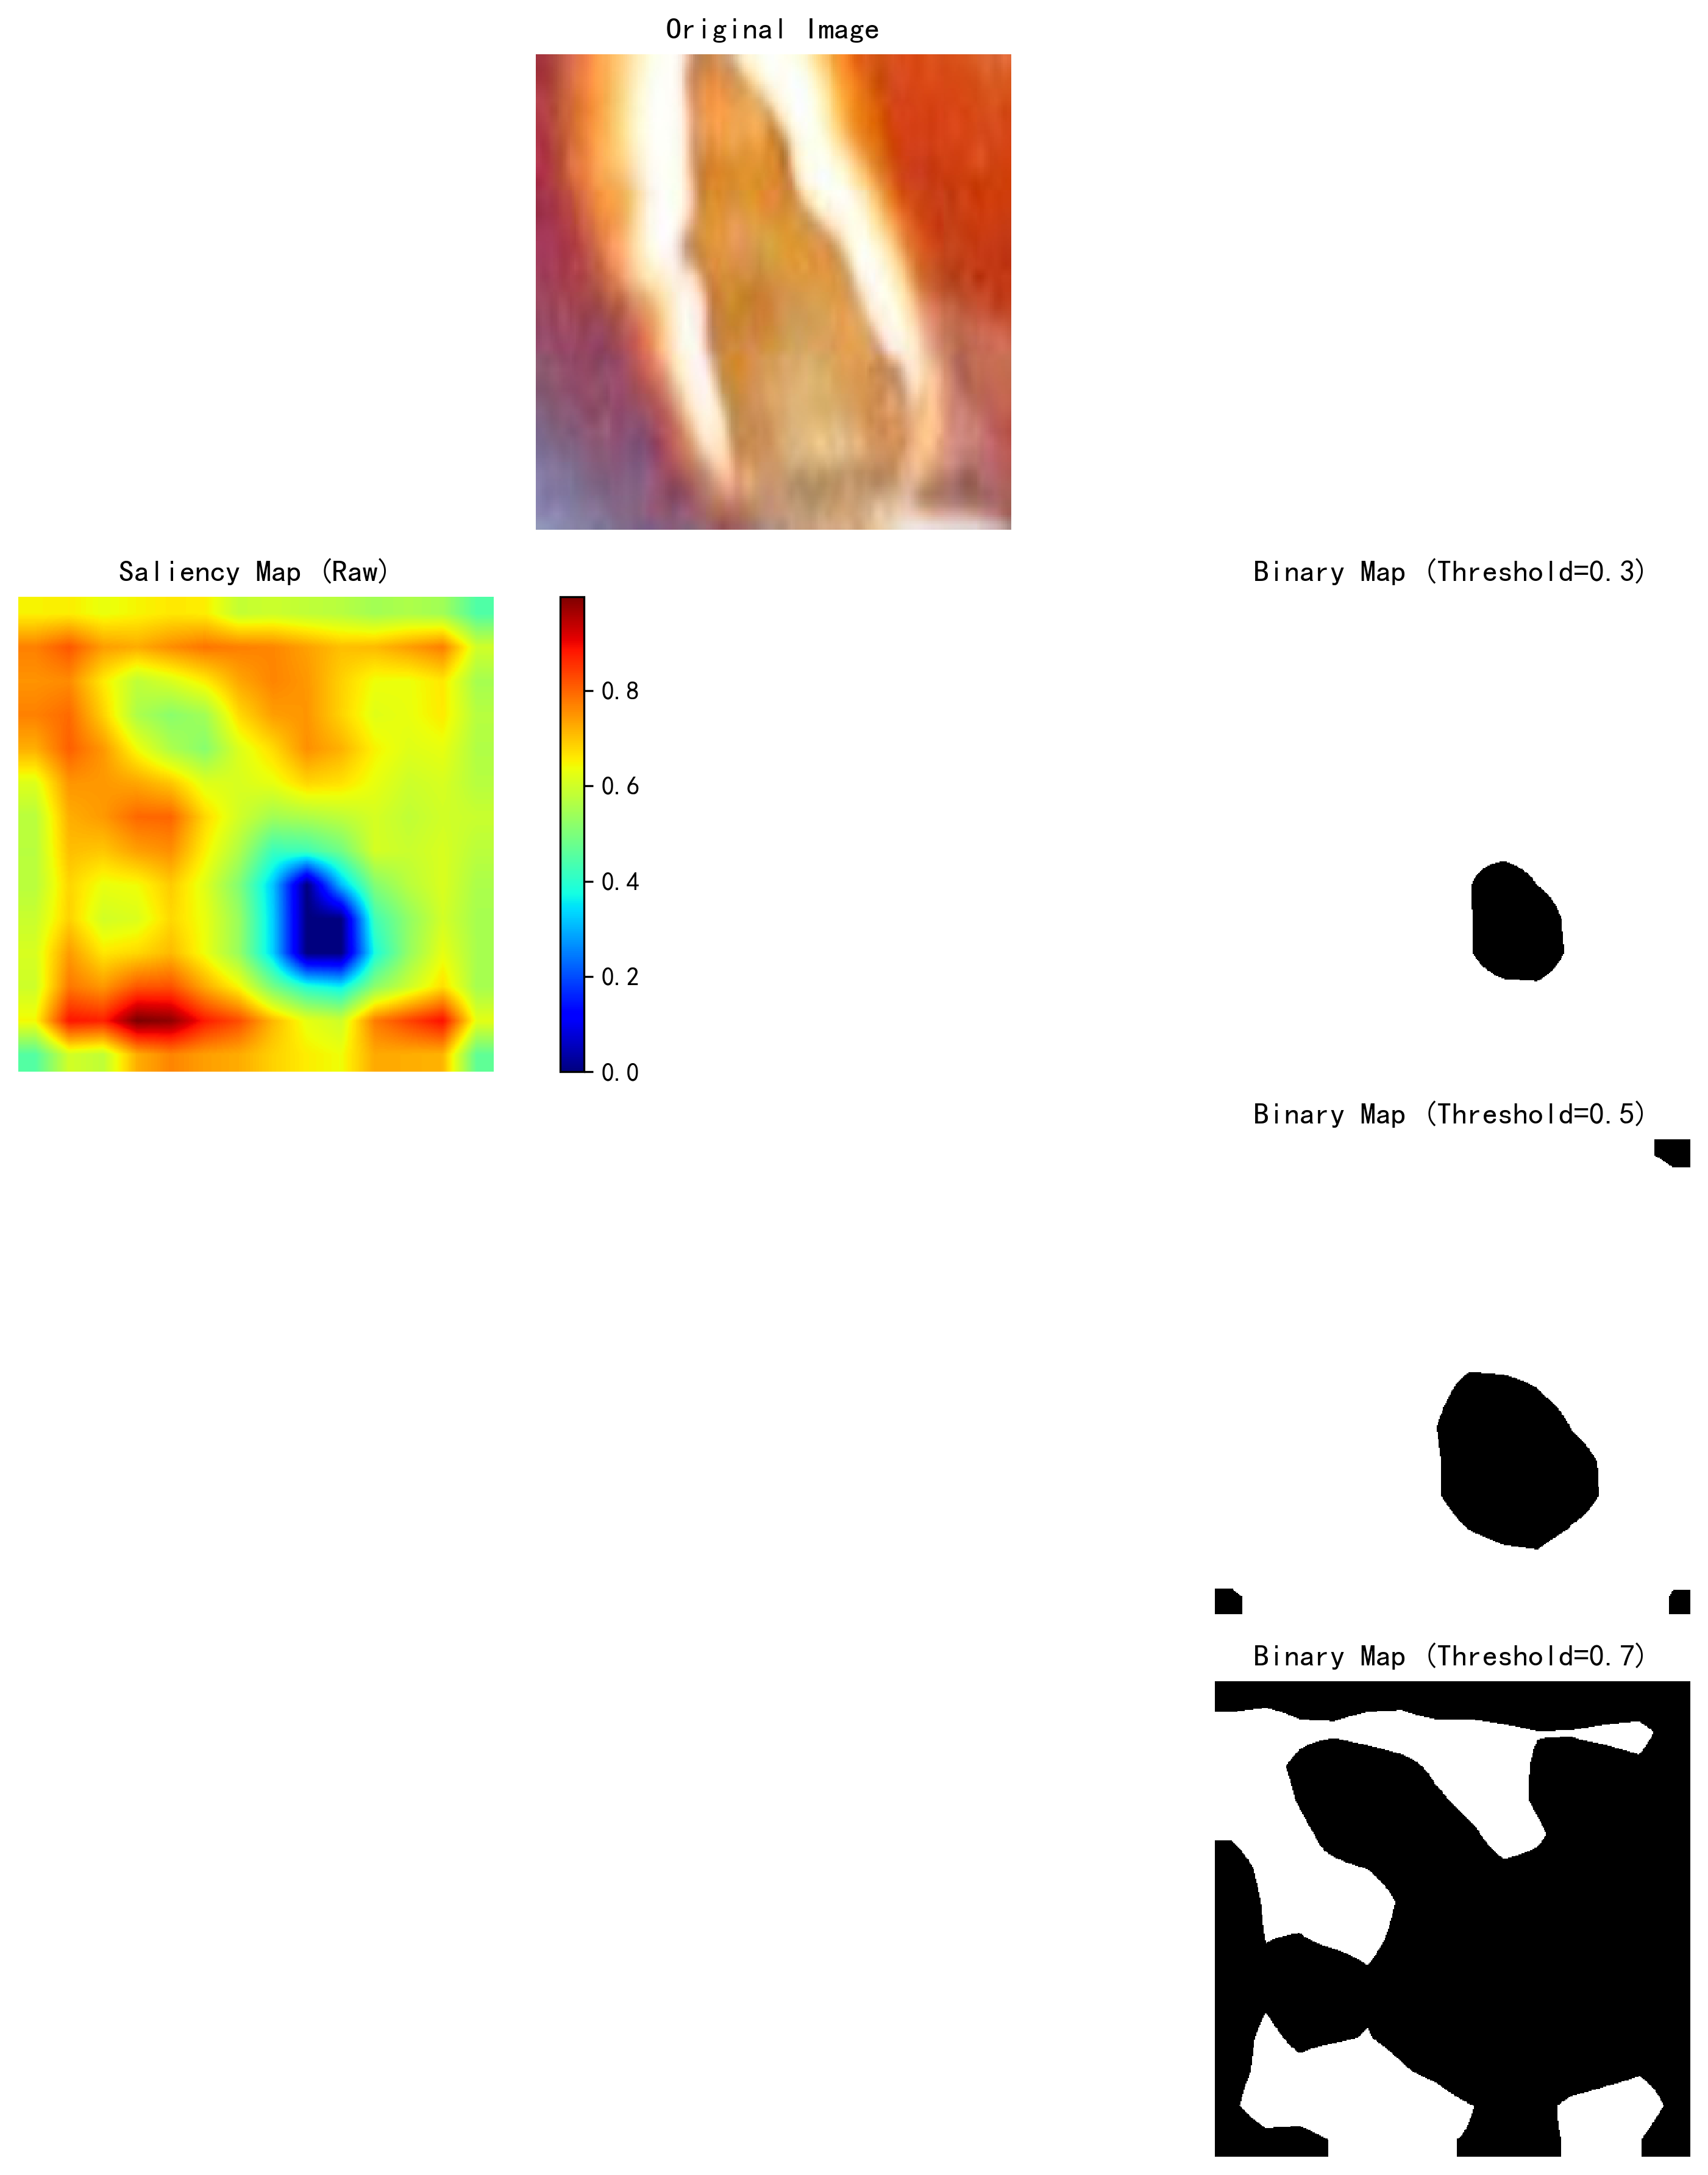 Original Image
Saliency Map (Raw)
Binary Map (Threshold=0.3)
0.8
0.6
0.4
0.2
0.0
Binary Map (Threshold=0.5)
Binary Map (Threshold=0.7)